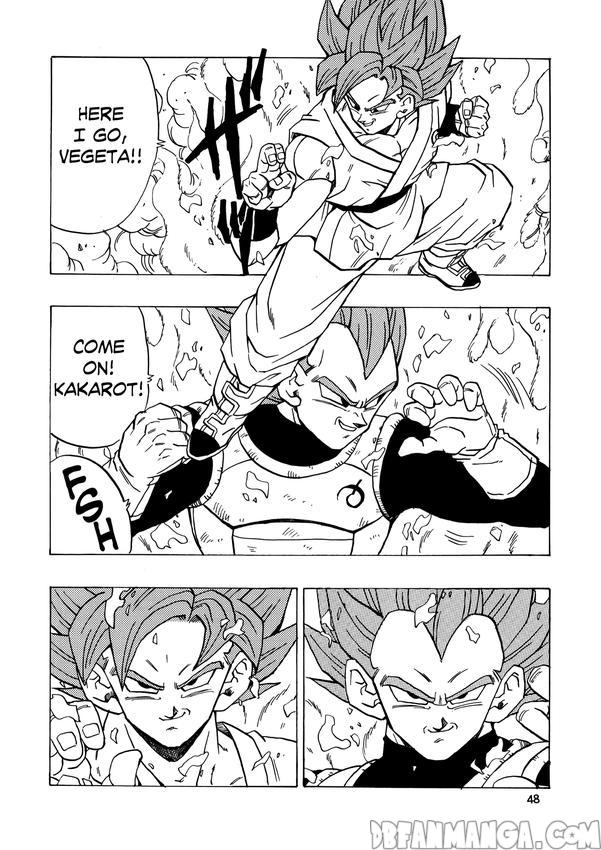 HERE
I GO,
VEGETA!!
COME
ON!
KAKAROT!
FSH
48
DBFANMANGA.COM